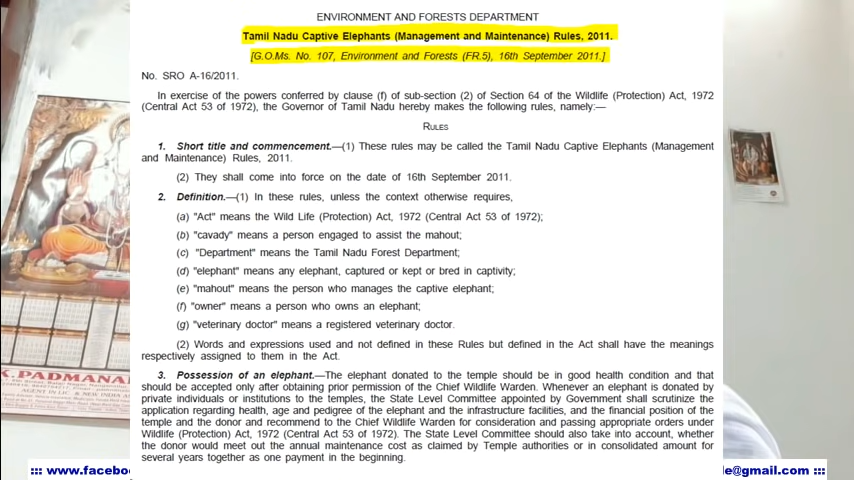 ENVIRONMENT AND FORESTS DEPARTMENT
Tamil Nadu Captive Elephants (Management and Maintenance) Rules, 2011.
[G.O.Ms. No. 107, Environment and Forests (FR.5), 16th September 2011.]
No. SRO A-16/2011.
In exercise of the powers conferred by clause (f) of sub-section (2) of Section 64 of the Wildlife (Protection) Act, 1972
(Central Act 53 of 1972), the Governor of Tamil Nadu hereby makes the following rules, namely:—
RULES
1. Short title and commencement.—(1) These rules may be called the Tamil Nadu Captive Elephants (Management
and Maintenance) Rules, 2011.
(2) They shall come into force on the date of 16th September 2011.
2. Definition.—(1) In these rules, unless the context otherwise requires,
(a) "Act" means the Wild Life (Protection) Act, 1972 (Central Act 53 of 1972);
(b) "cavady" means a person engaged to assist the mahout;
(c) "Department" means the Tamil Nadu Forest Department;
(d) "elephant" means any elephant, captured or kept or bred in captivity;
(e) "mahout" means the person who manages the captive elephant;
(f) "owner" means a person who owns an elephant;
(g) "veterinary doctor" means a registered veterinary doctor.
(2) Words and expressions used and not defined in these Rules but defined in the Act shall have the meanings
respectively assigned to them in the Act.
3. Possession of an elephant.—The elephant donated to the temple should be in good health condition and that
should be accepted only after obtaining prior permission of the Chief Wildlife Warden. Whenever an elephant is donated by
private individuals or institutions to the temples, the State Level Committee appointed by Government shall scrutinize the
application regarding health, age and pedigree of the elephant and the infrastructure facilities, and the financial position of the
temple and the donor and recommend to the Chief Wildlife Warden for consideration and passing appropriate orders under
Wildlife (Protection) Act, 1972 (Central Act 53 of 1972). The State Level Committee should also take into account, whether
the donor would meet out the annual maintenance cost as claimed by Temple authorities or in consolidated amount for
several years together as one payment in the beginning.
K.PADMANA
::: www.facebo
le@gmail.com :::